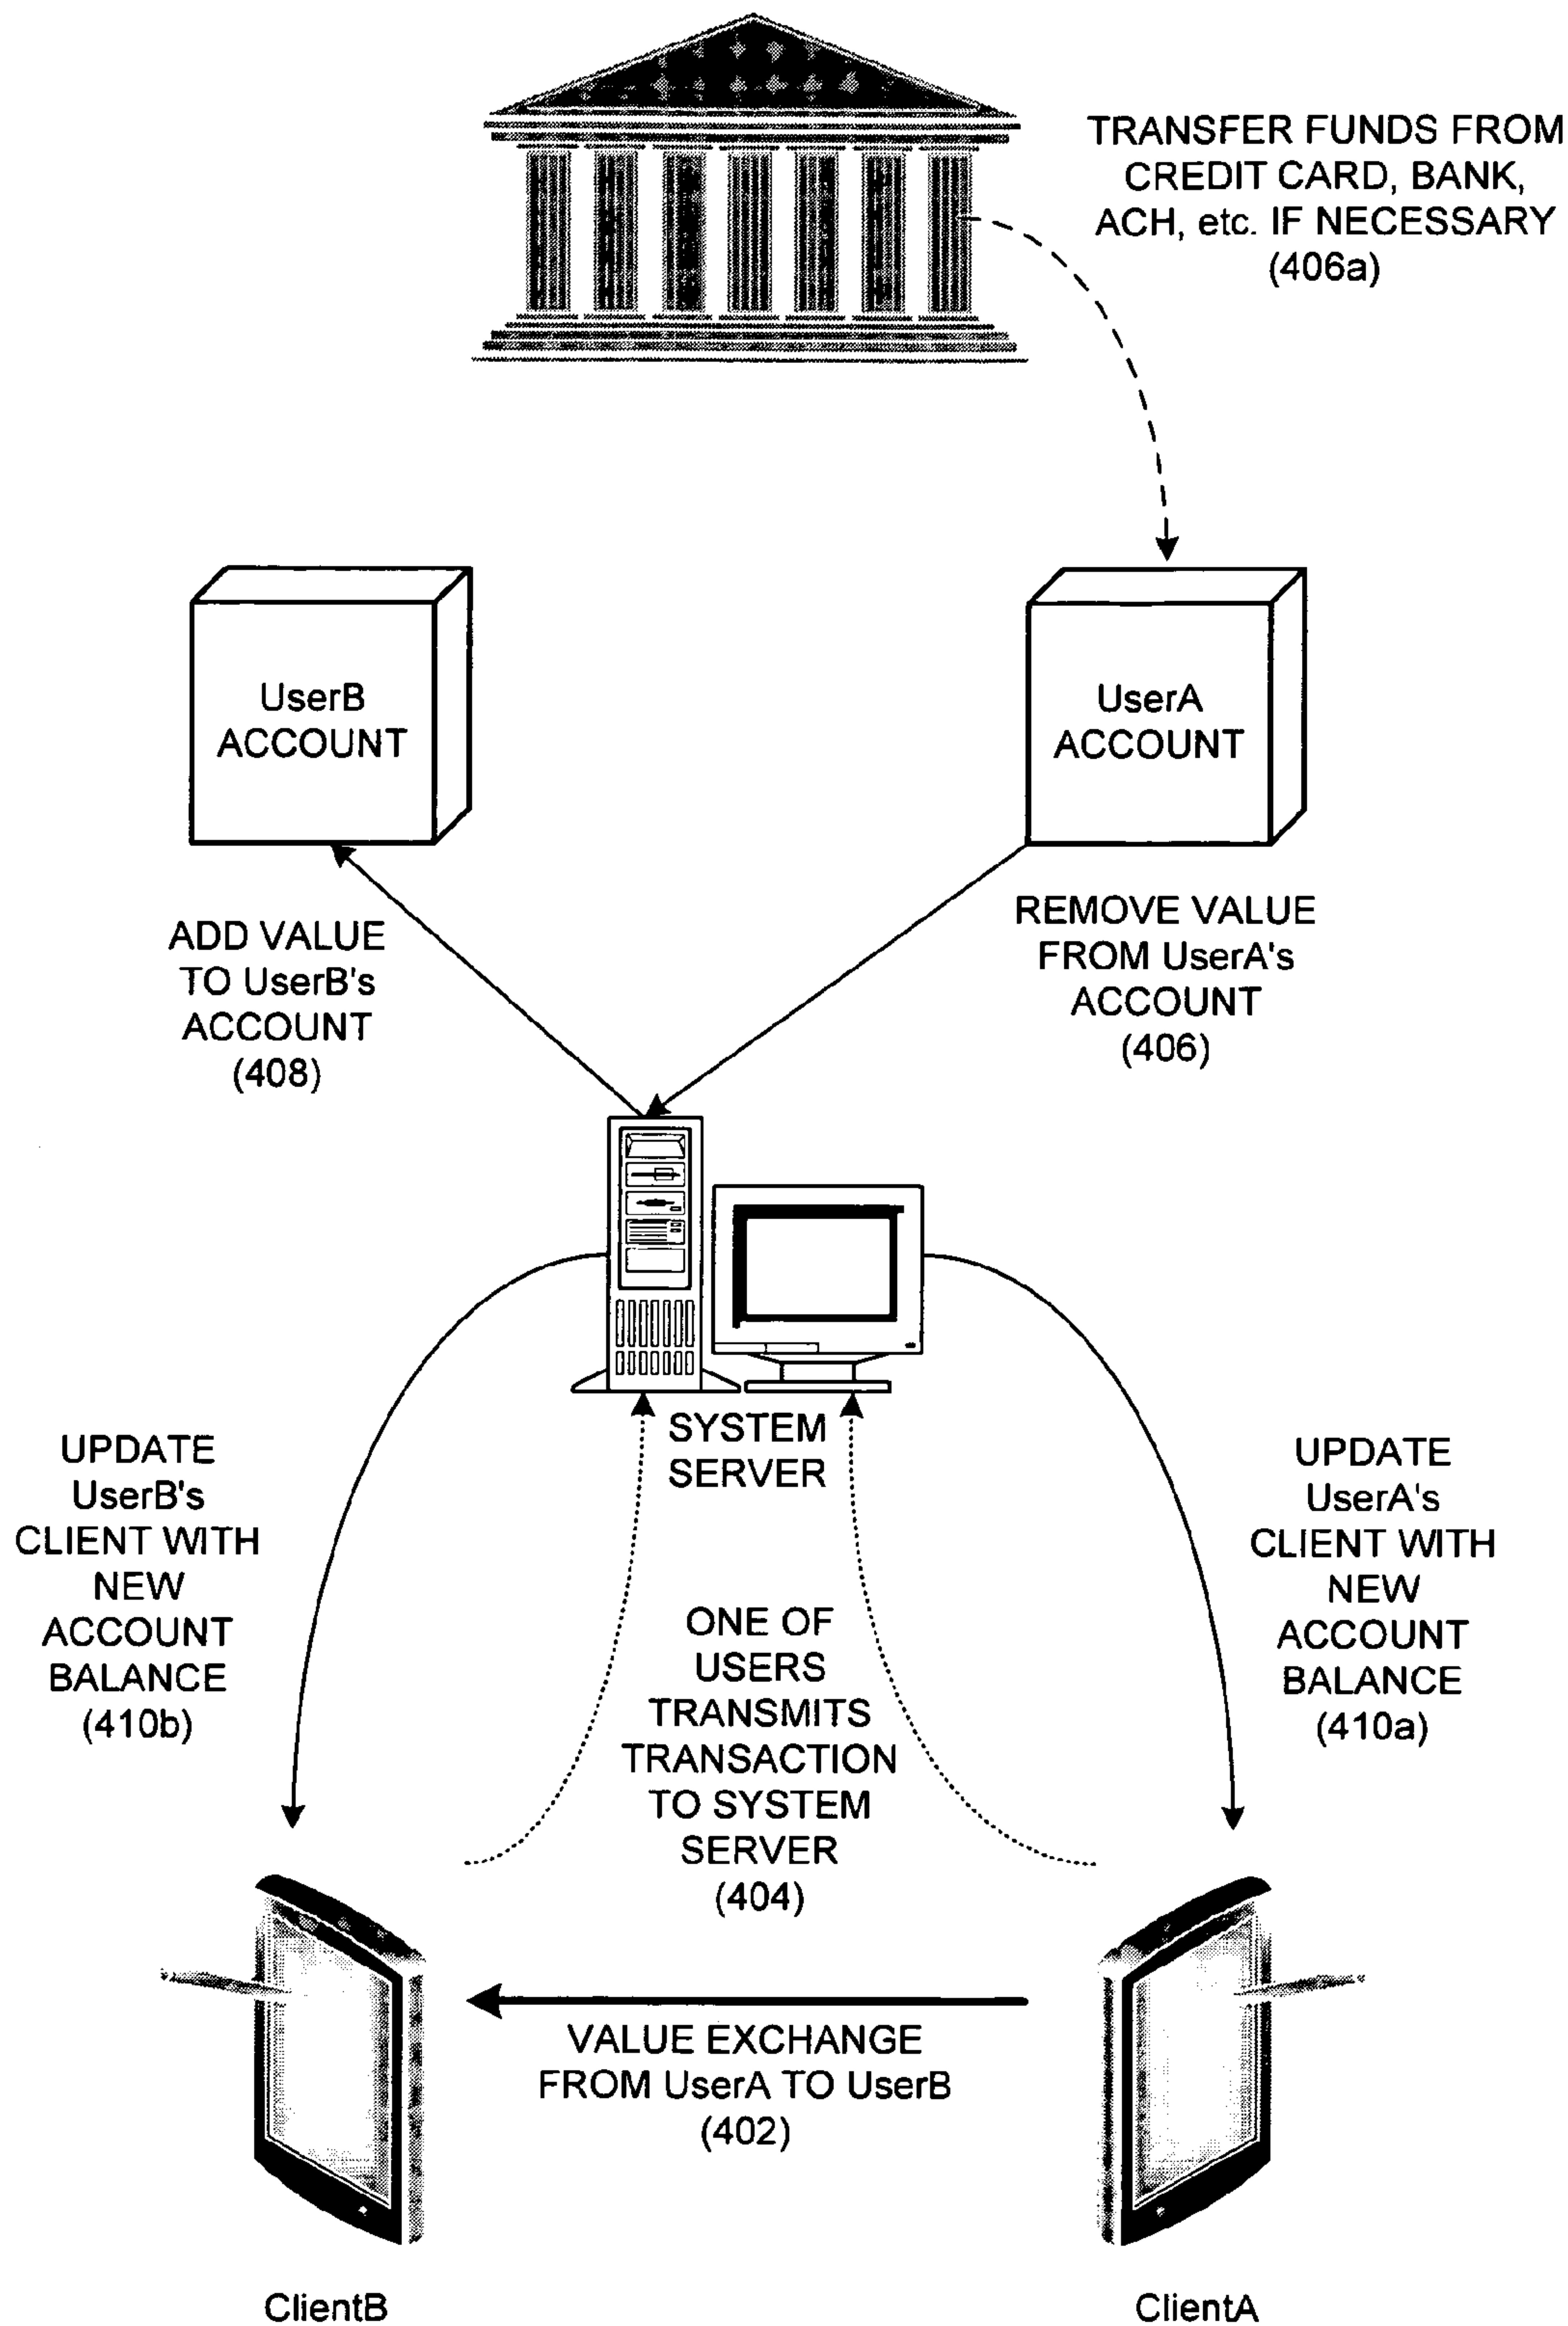 TRANSFER FUNDS FROM
CREDIT CARD, BANK,
ACH, etc. IF NECESSARY
(406a)
UserB
ACCOUNT
UserA
ACCOUNT
ADD VALUE
TO UserB's
ACCOUNT
(408)
REMOVE VALUE
FROM UserA's
ACCOUNT
(406)
SYSTEM
SERVER
UPDATE
UserB's
CLIENT WITH
NEW
ACCOUNT
BALANCE
(410b)
ONE OF
USERS
TRANSMITS
TRANSACTION
TO SYSTEM
SERVER
(404)
UPDATE
UserA's
CLIENT WITH
NEW
ACCOUNT
BALANCE
(410a)
VALUE EXCHANGE
FROM UserA TO UserB
(402)
ClientB
ClientA